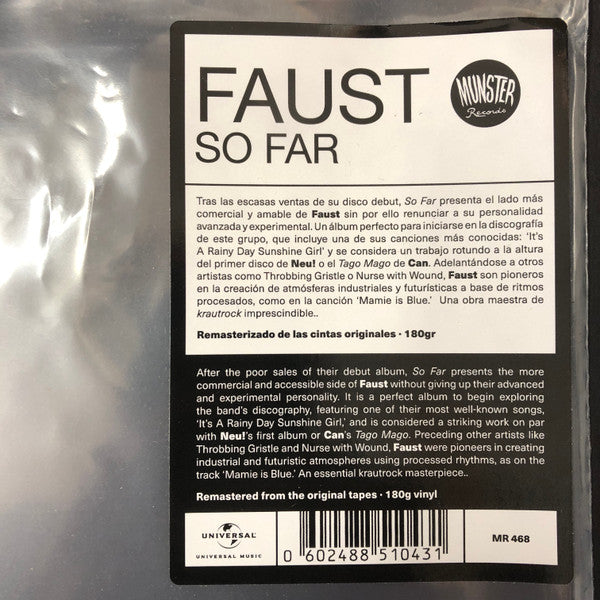 FAUST
SO FAR
MUNSTER
Records
Tras las escasas ventas de su disco debut, So Far presenta el lado más
comercial y amable de Faust sin por ello renunciar a su personalidad
avanzada y experimental. Un álbum perfecto para iniciarse en la discografía
de este grupo, que incluye una de sus canciones más conocidas: 'It's
A Rainy Day Sunshine Girl' y se considera un trabajo rotundo a la altura
del primer disco de Neu! o el Tago Mago de Can. Adelantándose a otros
artistas como Throbbing Gristle o Nurse with Wound, Faust son pioneros
en la creación de atmósferas industriales y futurísticas a base de ritmos
procesados, como en la canción 'Mamie is Blue.' Una obra maestra de
krautrock imprescindible..
Remasterizado de las cintas originales · 180gr
After the poor sales of their debut album, So Far presents the more
commercial and accessible side of Faust without giving up their advanced
and experimental personality. It is a perfect album to begin exploring
the band's discography, featuring one of their most well-known songs,
'It's A Rainy Day Sunshine Girl,' and is considered a striking work on par
with Neu!'s first album or Can's Tago Mago. Preceding other artists like
Throbbing Gristle and Nurse with Wound, Faust were pioneers in creating
industrial and futuristic atmospheres using processed rhythms, as on the
track 'Mamie is Blue.' An essential krautrock masterpiece..
Remastered from the original tapes · 180g vinyl
UNIVERSAL
UNIVERSAL MUSIC
0 602488 510431
MR 468